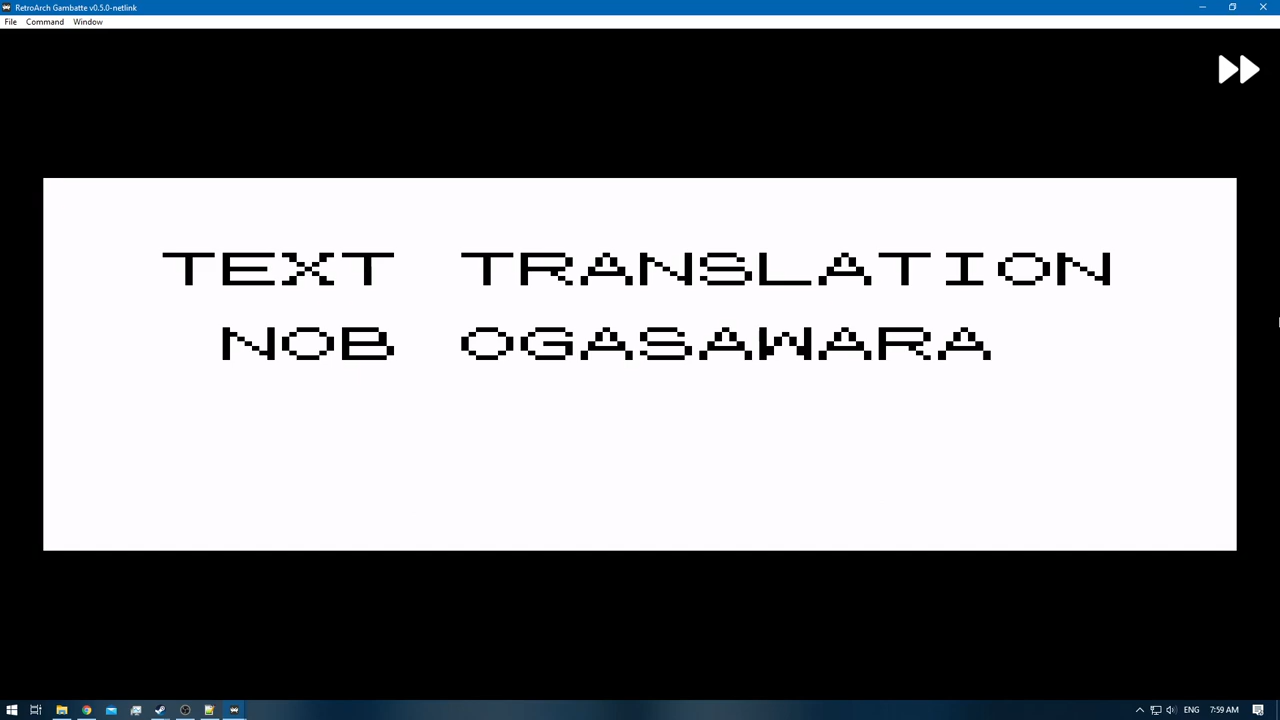 RetroArch Gambatte v0.5.0-netlink
File Command Window
TEXT TRANSLATION
NOB OGASAWARA
ENG 7:59 AM